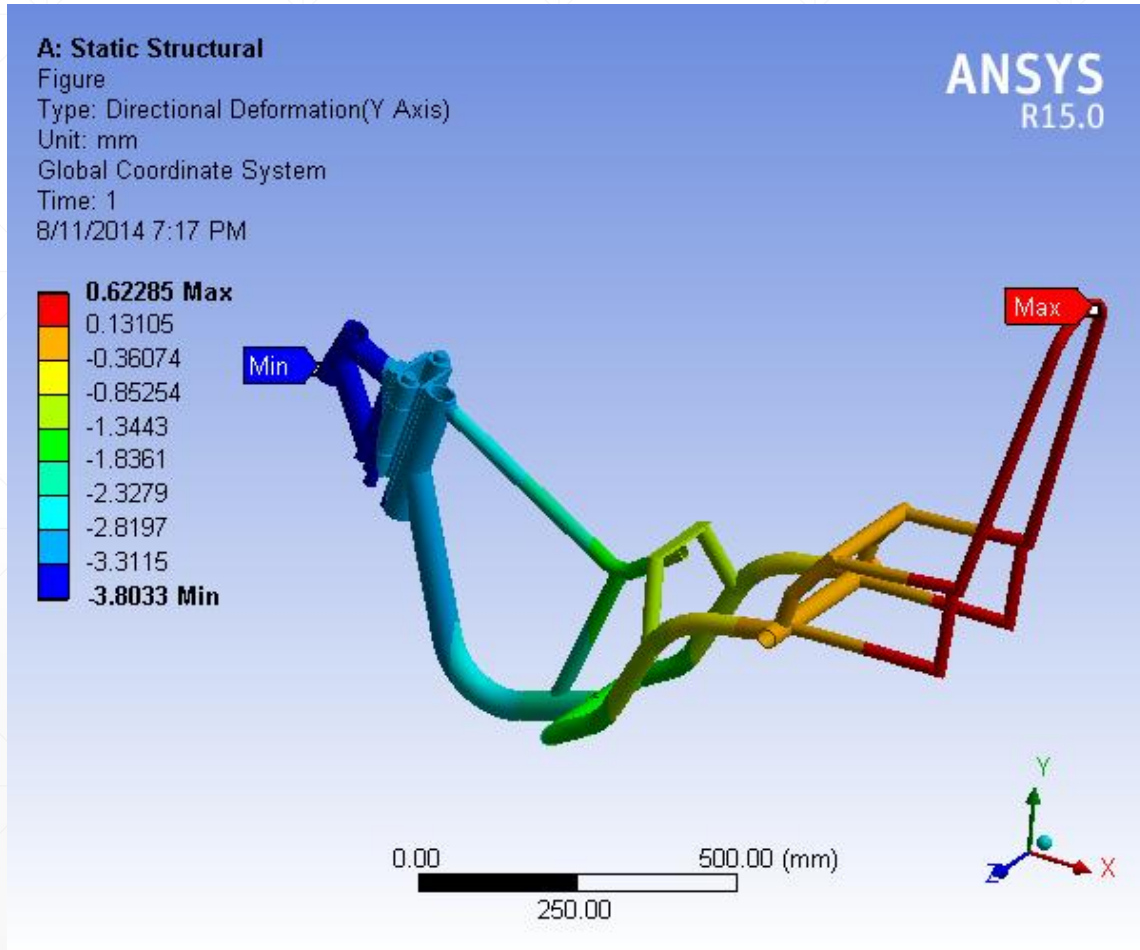 A: Static Structural
Figure
Type: Directional Deformation(Y Axis)
Unit: mm
Global Coordinate System
Time: 1
8/11/2014 7:17 PM
ANSYS
R15.0
0.62285 Max
0.13105
-0.36074
-0.85254
-1.3443
-1.8361
-2.3279
-2.8197
-3.3115
-3.8033 Min
Min
Max
Y
Z
X
0.00
500.00 (mm)
250.00